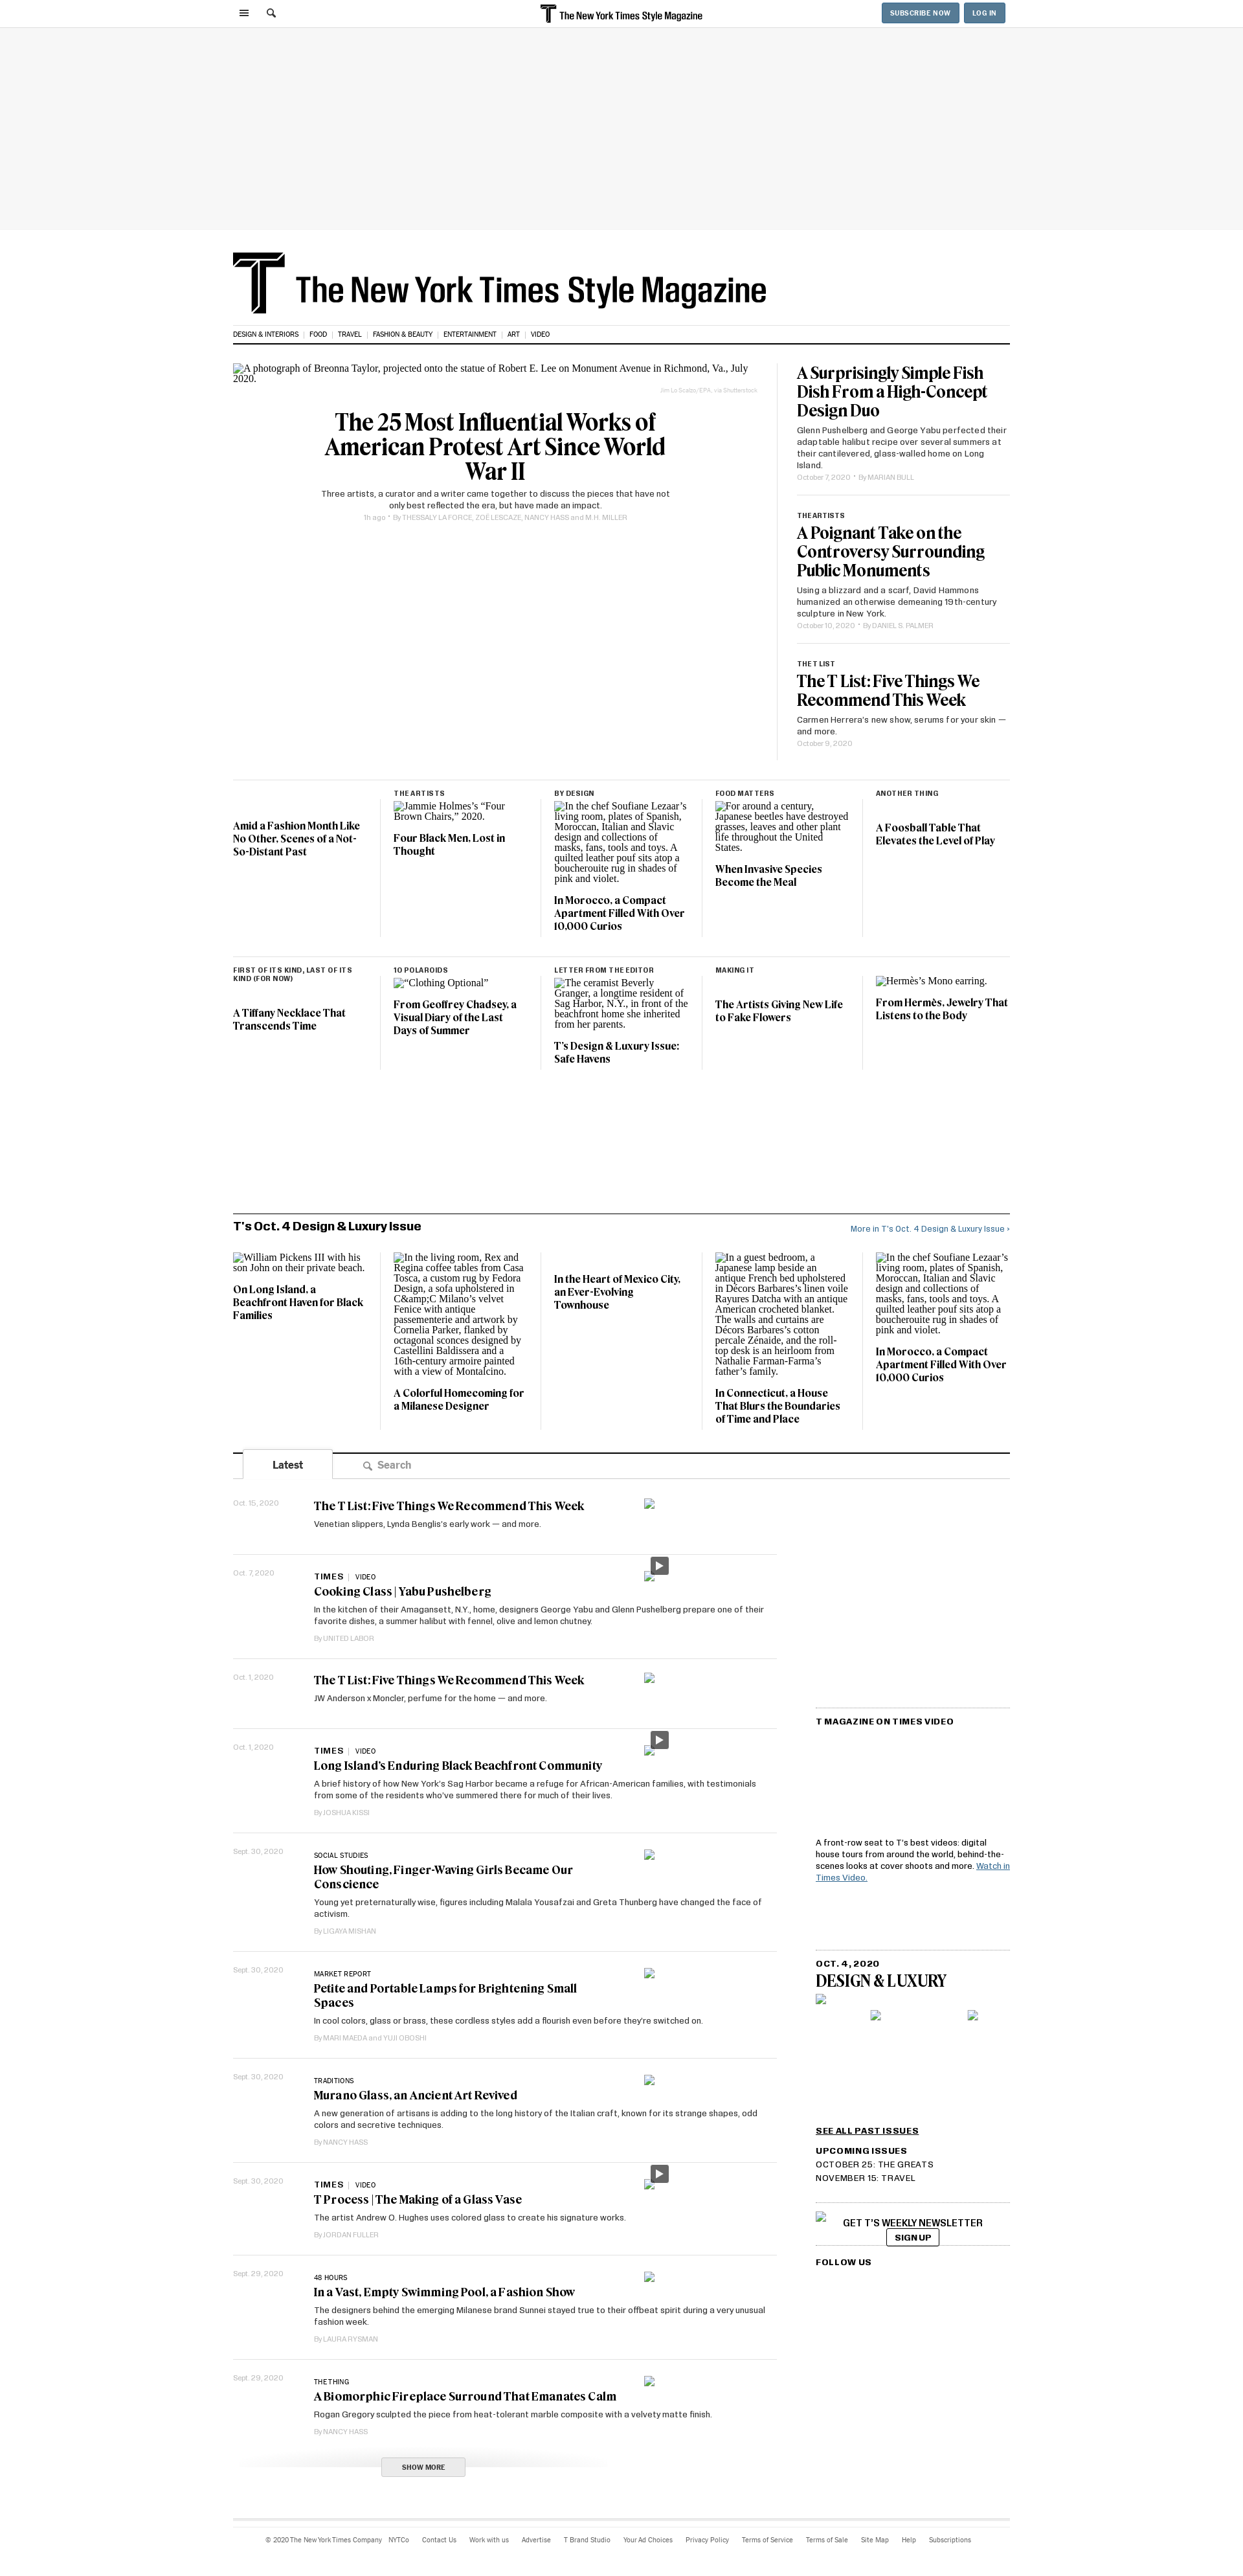 The New York Times Style Magazine
SUBSCRIBE NOW
LOG IN
The New York Times Style Magazine
DESIGN & INTERIORS | FOOD | TRAVEL | FASHION & BEAUTY | ENTERTAINMENT | ART | VIDEO
A photograph of Breonna Taylor, projected onto the statue of Robert E. Lee on Monument Avenue in Richmond, Va., July
2020.
Jim Lo Scalzo/EPA, via Shutterstock
The 25 Most Influential Works of
American Protest Art Since World
War II
Three artists, a curator and a writer came together to discuss the pieces that have not
only best reflected the era, but have made an impact.
1h ago • By THESSALY LA FORCE, ZOË LESCAZE, NANCY HASS and M.H. MILLER
A Surprisingly Simple Fish
Dish From a High-Concept
Design Duo
Glenn Pushelberg and George Yabu perfected their
adaptable halibut recipe over several summers at
their cantilevered, glass-walled home on Long
Island.
October 7, 2020 • By MARIAN BULL
THE ARTISTS
A Poignant Take on the
Controversy Surrounding
Public Monuments
Using a blizzard and a scarf, David Hammons
humanized an otherwise demeaning 19th-century
sculpture in New York.
October 10, 2020 • By DANIEL S. PALMER
THE T LIST
The T List: Five Things We
Recommend This Week
Carmen Herrera's new show, serums for your skin —
and more.
October 9, 2020
Amid a Fashion Month Like
No Other, Scenes of a Not-
So-Distant Past
THE ARTISTS
Jammie Holmes's “Four
Brown Chairs,” 2020.
Four Black Men, Lost in
Thought
BY DESIGN
In the chef Soufiane Lezaar's
living room, plates of Spanish,
Moroccan, Italian and Slavic
design and collections of
masks, fans, tools and toys. A
quilted leather pouf sits atop a
boucherouite rug in shades of
pink and violet.
In Morocco, a Compact
Apartment Filled With Over
10,000 Curios
FOOD MATTERS
For around a century,
Japanese beetles have destroyed
grasses, leaves and other plant
life throughout the United
States.
When Invasive Species
Become the Meal
ANOTHER THING
A Foosball Table That
Elevates the Level of Play
FIRST OF ITS KIND, LAST OF ITS
KIND (FOR NOW)
A Tiffany Necklace That
Transcends Time
10 POLAROIDS
“Clothing Optional”
From Geoffrey Chadsey, a
Visual Diary of the Last
Days of Summer
LETTER FROM THE EDITOR
The ceramist Beverly
Granger, a longtime resident of
Sag Harbor, N.Y., in front of the
beachfront home she inherited
from her parents.
T's Design & Luxury Issue:
Safe Havens
MAKING IT
The Artists Giving New Life
to Fake Flowers
Hermès's Mono earring.
From Hermès, Jewelry That
Listens to the Body
T's Oct. 4 Design & Luxury Issue
More in T's Oct. 4 Design & Luxury Issue ›
William Pickens III with his
son John on their private beach.
On Long Island, a
Beachfront Haven for Black
Families
In the living room, Rex and
Regina coffee tables from Casa
Tosca, a custom rug by Fedora
Design, a sofa upholstered in
C&amp;C Milano's velvet
Fenice with antique
passementerie and artwork by
Cornelia Parker, flanked by
octagonal sconces designed by
Castellini Baldissera and a
16th-century armoire painted
with a view of Montalcino.
A Colorful Homecoming for
a Milanese Designer
In the Heart of Mexico City,
an Ever-Evolving
Townhouse
In a guest bedroom, a
Japanese lamp beside an
antique French bed upholstered
in Décors Barbares's linen voile
Rayures Datcha with an antique
American crocheted blanket.
The walls and curtains are
Décors Barbares's cotton
percale Zénaide, and the roll-
top desk is an heirloom from
Nathalie Farman-Farma's
father's family.
In Connecticut, a House
That Blurs the Boundaries
of Time and Place
In the chef Soufiane Lezaar's
living room, plates of Spanish,
Moroccan, Italian and Slavic
design and collections of
masks, fans, tools and toys. A
quilted leather pouf sits atop a
boucherouite rug in shades of
pink and violet.
In Morocco, a Compact
Apartment Filled With Over
10,000 Curios
Latest
Search
Oct. 15, 2020
The T List: Five Things We Recommend This Week
Venetian slippers, Lynda Benglis's early work — and more.
Oct. 7, 2020
TIMES | VIDEO
Cooking Class | Yabu Pushelberg
In the kitchen of their Amagansett, N.Y., home, designers George Yabu and Glenn Pushelberg prepare one of their
favorite dishes, a summer halibut with fennel, olive and lemon chutney.
By UNITED LABOR
Oct. 1, 2020
The T List: Five Things We Recommend This Week
JW Anderson x Moncler, perfume for the home — and more.
Oct. 1, 2020
TIMES | VIDEO
Long Island's Enduring Black Beachfront Community
A brief history of how New York's Sag Harbor became a refuge for African-American families, with testimonials
from some of the residents who've summered there for much of their lives.
By JOSHUA KISSI
Sept. 30, 2020
SOCIAL STUDIES
How Shouting, Finger-Waving Girls Became Our
Conscience
Young yet preternaturally wise, figures including Malala Yousafzai and Greta Thunberg have changed the face of
activism.
By LIGAYA MISHAN
Sept. 30, 2020
MARKET REPORT
Petite and Portable Lamps for Brightening Small
Spaces
In cool colors, glass or brass, these cordless styles add a flourish even before they're switched on.
By MARI MAEDA and YUJI OBOSHI
Sept. 30, 2020
TRADITIONS
Murano Glass, an Ancient Art Revived
A new generation of artisans is adding to the long history of the Italian craft, known for its strange shapes, odd
colors and secretive techniques.
By NANCY HASS
Sept. 30, 2020
TIMES | VIDEO
T Process | The Making of a Glass Vase
The artist Andrew O. Hughes uses colored glass to create his signature works.
By JORDAN FULLER
Sept. 29, 2020
48 HOURS
In a Vast, Empty Swimming Pool, a Fashion Show
The designers behind the emerging Milanese brand Sunnei stayed true to their offbeat spirit during a very unusual
fashion week.
By LAURA RYSMAN
Sept. 29, 2020
THE THING
A Biomorphic Fireplace Surround That Emanates Calm
Rogan Gregory sculpted the piece from heat-tolerant marble composite with a velvety matte finish.
By NANCY HASS
SHOW MORE
T MAGAZINE ON TIMES VIDEO
A front-row seat to T's best videos: digital
house tours from around the world, behind-the-
scenes looks at cover shoots and more. Watch in
Times Video.
OCT. 4, 2020
DESIGN & LUXURY
SEE ALL PAST ISSUES
UPCOMING ISSUES
OCTOBER 25: THE GREATS
NOVEMBER 15: TRAVEL
GET T'S WEEKLY NEWSLETTER
SIGN UP
FOLLOW US
© 2020 The New York Times Company NYTCo Contact Us Work with us Advertise T Brand Studio Your Ad Choices Privacy Policy Terms of Service Terms of Sale Site Map Help Subscriptions